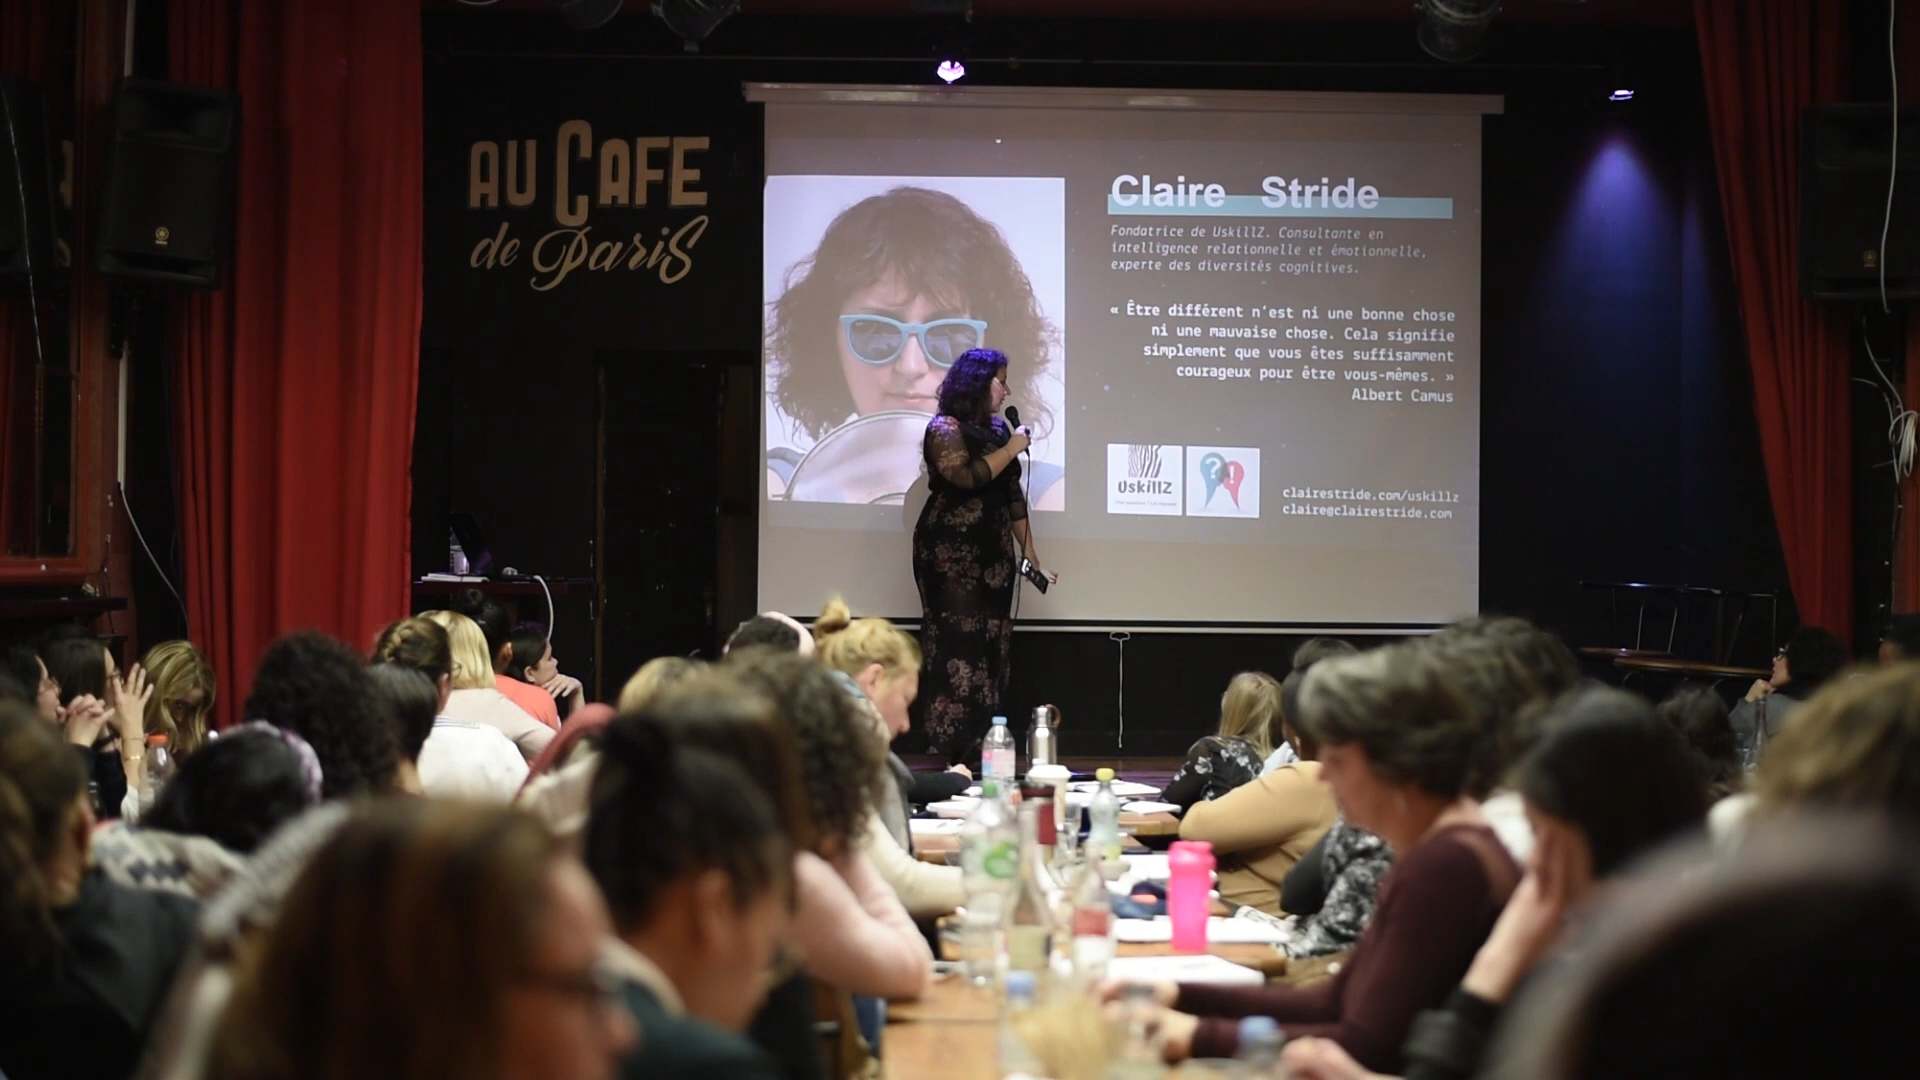 AU CAFE
de Paris
Claire Stride
Fondatrice de UskillZ. Consultante en
intelligence relationnelle et émotionnelle,
experte des diversités cognitives.
« Être différent n'est ni une bonne chose
ni une mauvaise chose. Cela signifie
simplement que vous êtes suffisamment
courageux pour être vous-mêmes. »
Albert Camus
UskillZ
? !
clairestride.com/uskillz
claire@clairestride.com